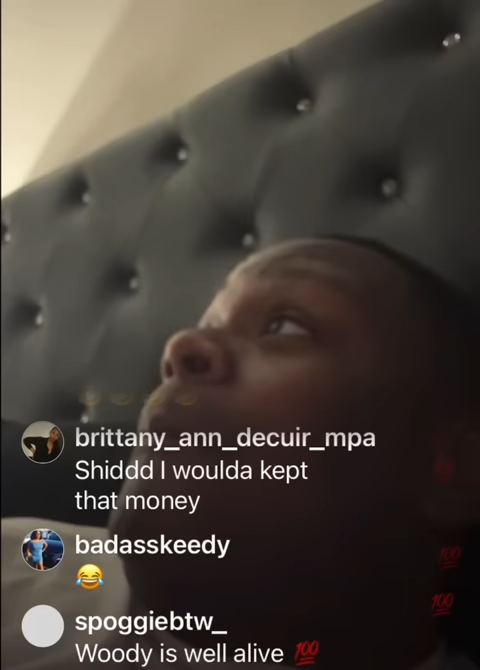 brittany_ann_decuir_mpa
Shiddd I woulda kept
that money
badasskeedy
😂
spoggiebtw_
Woody is well alive 💯